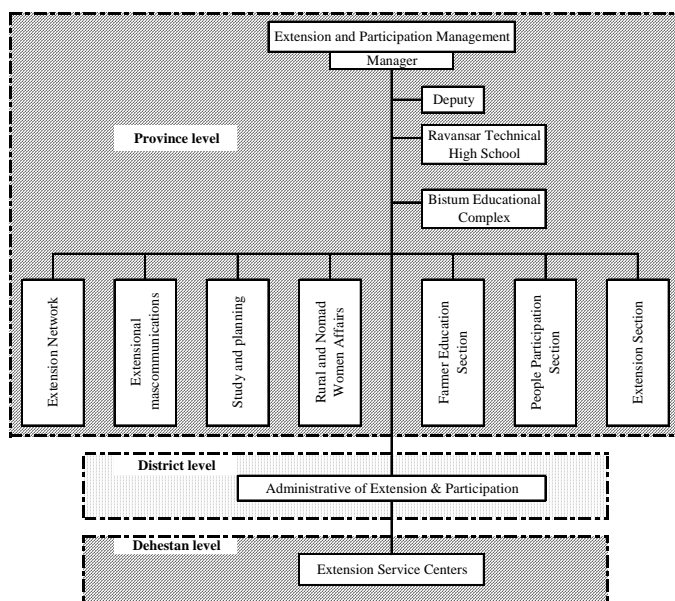 Extension and Participation Management
Manager
Deputy
Province level
Ravansar Technical
High School
Bistum Educational
Complex
Extension Network
Extensional
mascommunications
Study and planning
Rural and Nomad
Women Affairs
Farmer Education
Section
People Participation
Section
Extension Section
District level
Administrative of Extension & Participation
Dehestan level
Extension Service Centers